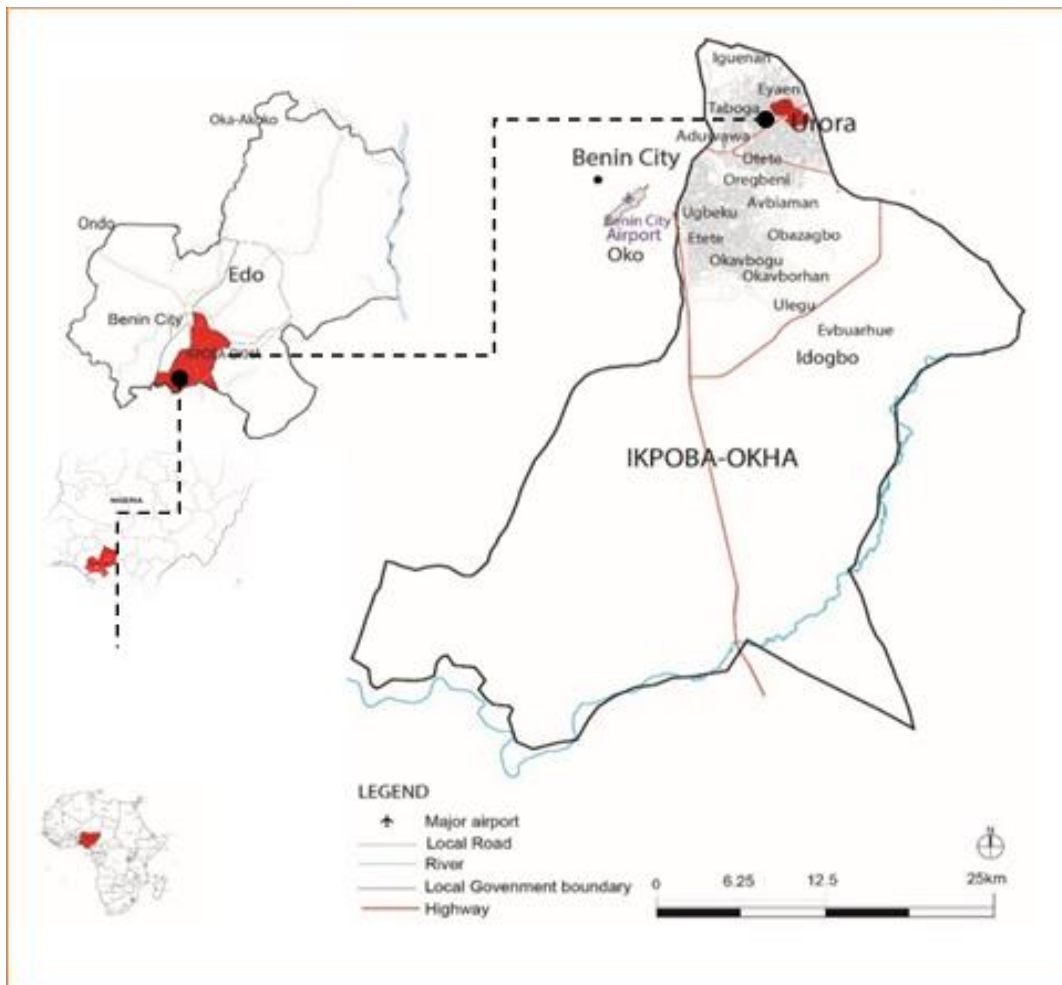 Oka-Akoko
Ondo
Edo
Benin City
NIGERIA
Iguenan
Eyaen
Taboga
Urora
Aduwawa
Otete
Benin City
Oregbeni
Avbiaman
Ugbeku
Benin City
Airport
Etete
Obazagbo
Oko
Okavbogu
Okavborhan
Ulegu
Evbuarhue
Idogbo
IKPOBA-OKHA
LEGEND
Major airport
Local Road
River
Local Govenment boundary
Highway
N
0 6.25 12.5 25km